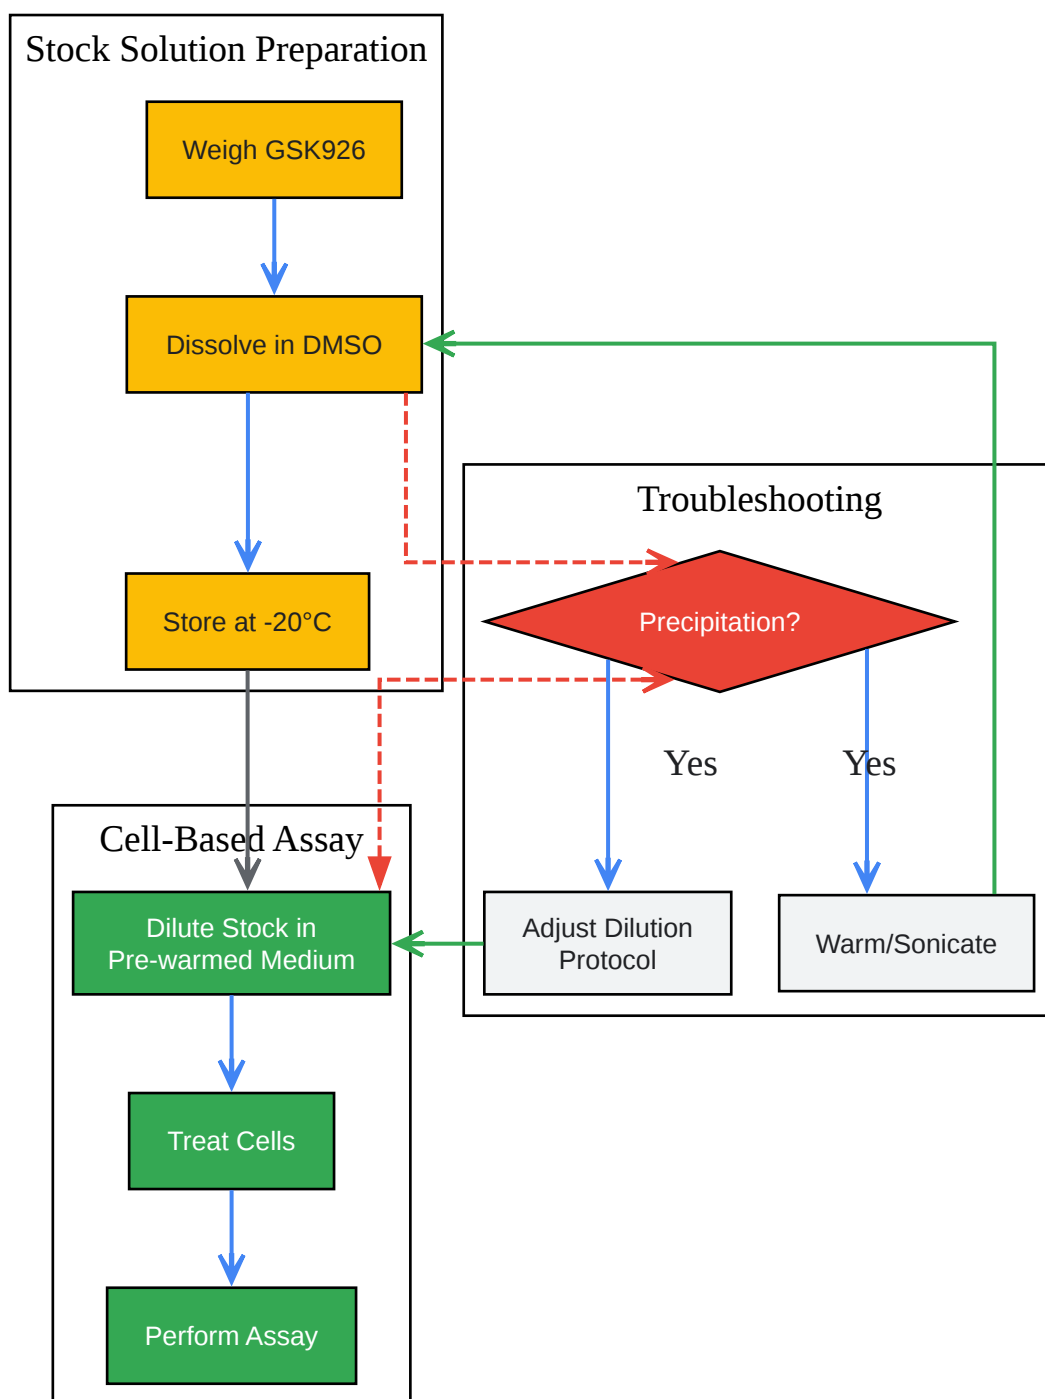 Stock Solution Preparation
Weigh GSK926
Dissolve in DMSO
Store at -20°C
Troubleshooting
Precipitation?
Yes
Yes
Adjust Dilution
Protocol
Warm/Sonicate
Cell-Based Assay
Dilute Stock in
Pre-warmed Medium
Treat Cells
Perform Assay